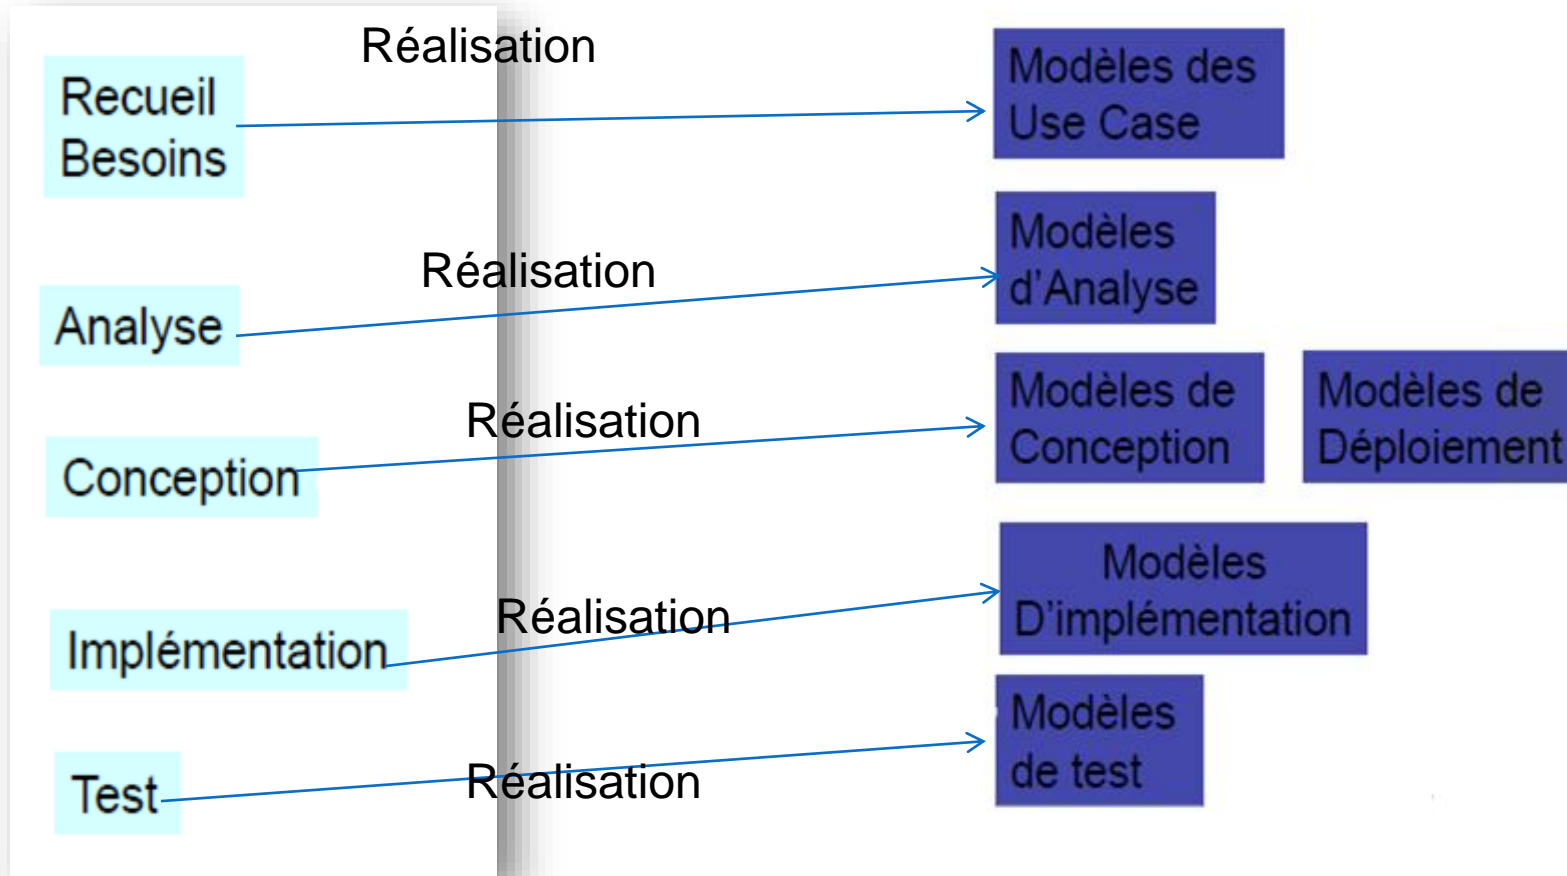 Réalisation
Recueil
Besoins
Modèles des
Use Case
Réalisation
Analyse
Modèles
d'Analyse
Réalisation
Conception
Modèles de
Conception
Modèles de
Déploiement
Réalisation
Implémentation
Modèles
D'implémentation
Réalisation
Test
Modèles
de test